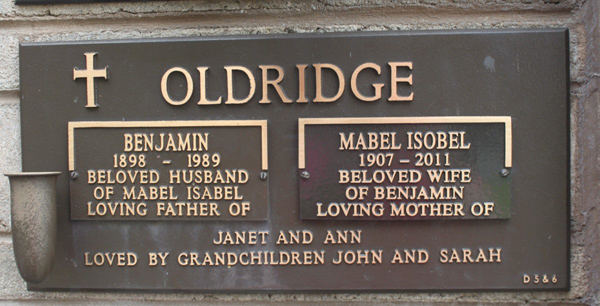 OLDRIDGE
BENJAMIN
1898 - 1989
BELOVED HUSBAND
OF MABEL ISABEL
LOVING FATHER OF
MABEL ISOBEL
1907 - 2011
BELOVED WIFE
OF BENJAMIN
LOVING MOTHER OF
JANET AND ANN
LOVED BY GRANDCHILDREN JOHN AND SARAH
D 5 & 6